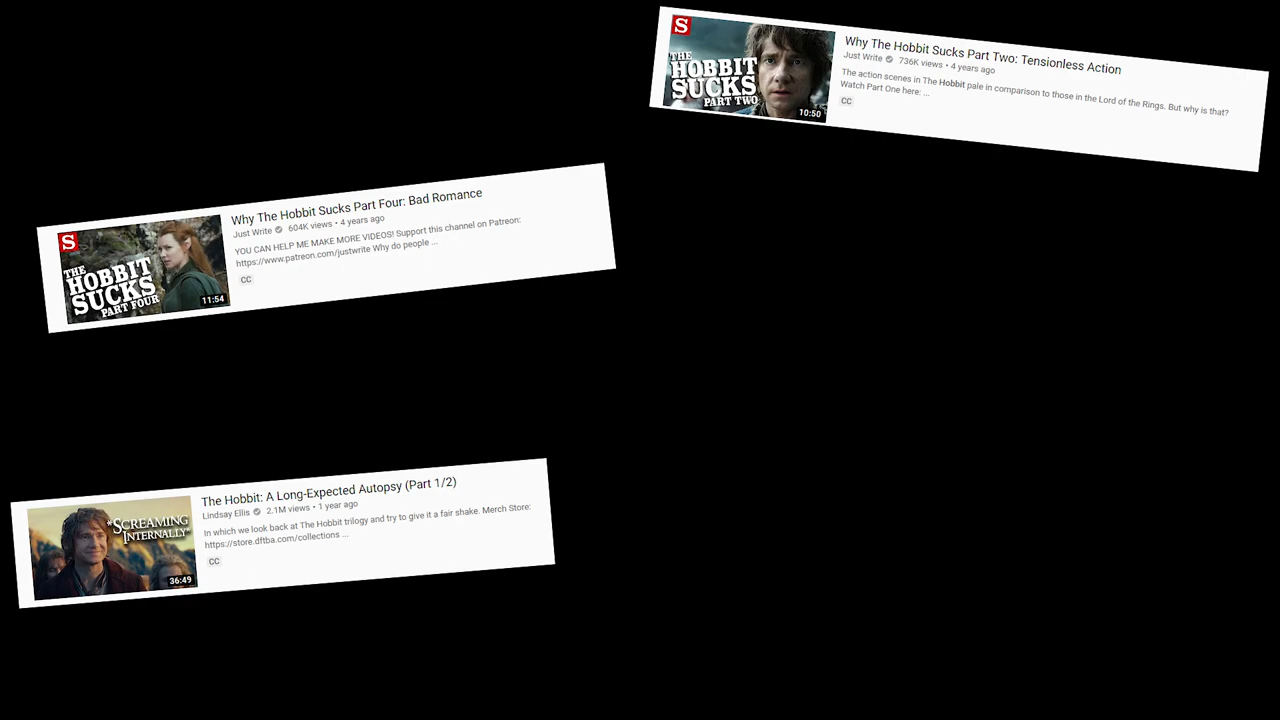 S
THE
HOBBIT
SUCKS
PART TWO
10:50
Why The Hobbit Sucks Part Two: Tensionless Action
Just Write 736K views • 4 years ago
The action scenes in The Hobbit pale in comparison to those in the Lord of the Rings. But why is that?
Watch Part One here: ...
CC
S
THE
HOBBIT
SUCKS
PART FOUR
11:54
Why The Hobbit Sucks Part Four: Bad Romance
Just Write 604K views • 4 years ago
YOU CAN HELP ME MAKE MORE VIDEOS! Support this channel on Patreon:
https://www.patreon.com/justwrite Why do people ...
CC
*SCREAMING
INTERNALLY*
36:49
The Hobbit: A Long-Expected Autopsy (Part 1/2)
Lindsay Ellis 2.1M views • 1 year ago
In which we look back at The Hobbit trilogy and try to give it a fair shake. Merch Store:
https://store.dftba.com/collections ...
CC